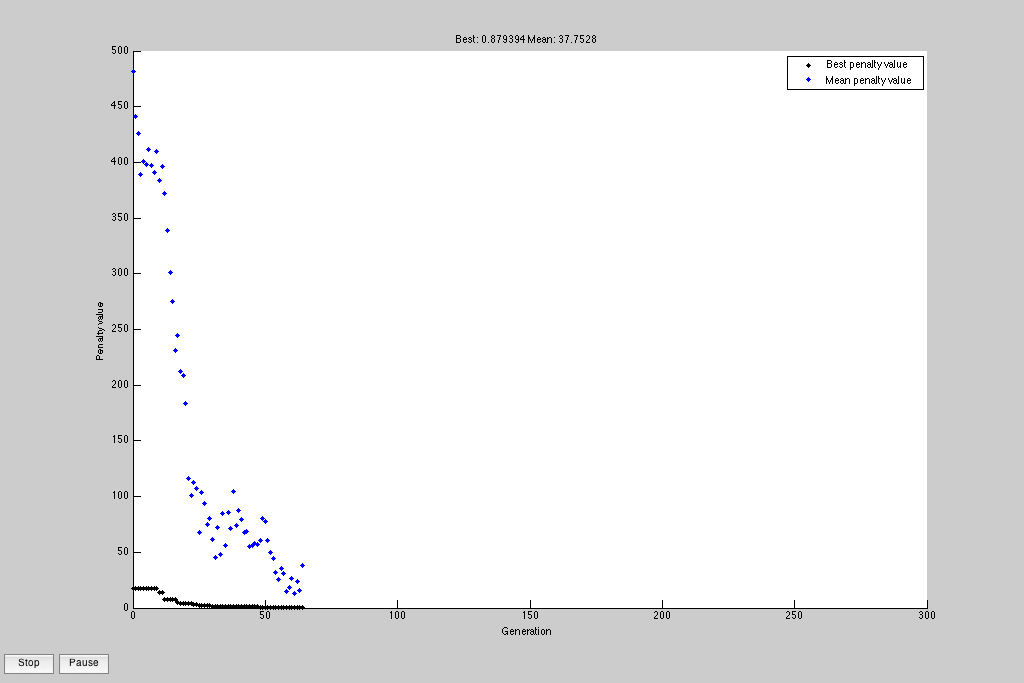 Best: 0.879394 Mean: 37.7528
Best penalty value
Mean penalty value
500
450
400
350
300
250
200
150
100
50
0
Penalty value
0 50 100 150 200 250 300
Generation
Stop Pause